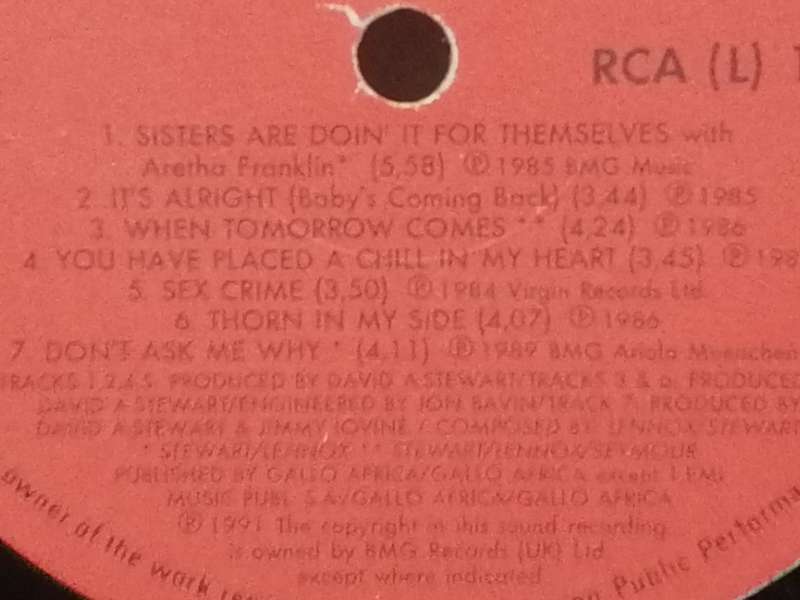 RCA (L) 1
1. SISTERS ARE DOIN' IT FOR THEMSELVES with
Aretha Franklin* (5,58) ℗1985 BMG Music
2. IT'S ALRIGHT (Baby's Coming Back) (3,44) ℗1985
3. WHEN TOMORROW COMES ** (4,24) ℗1986
4. YOU HAVE PLACED A CHILL IN MY HEART (3,45) ℗198
5. SEX CRIME (3,50) ℗1984 Virgin Records Ltd.
6. THORN IN MY SIDE (4,07) ℗1986
7. DON'T ASK ME WHY * (4,11) ℗1989 BMG Ariola Muenchen
TRACKS 1,2,4,5. PRODUCED BY DAVID A·STEWART/TRACKS 3 & 6. PRODUCED
DAVID A·STEWART/ENGINEERED BY JON BAVIN/TRACK 7. PRODUCED BY
DAVID A·STEWART & JIMMY IOVINE / COMPOSED BY LENNOX·STEWART
* STEWART/LENNOX ** STEWART/LENNOX/SEYMOUR
PUBLISHED BY GALLO AFRICA/GALLO AFRICA except 1 EMI
MUSIC PUBL. S.A/GALLO AFRICA/GALLO AFRICA
℗1991 The copyright in this sound recording
is owned by BMG Records (UK) Ltd
except where indicated
owner of the work Public Performa